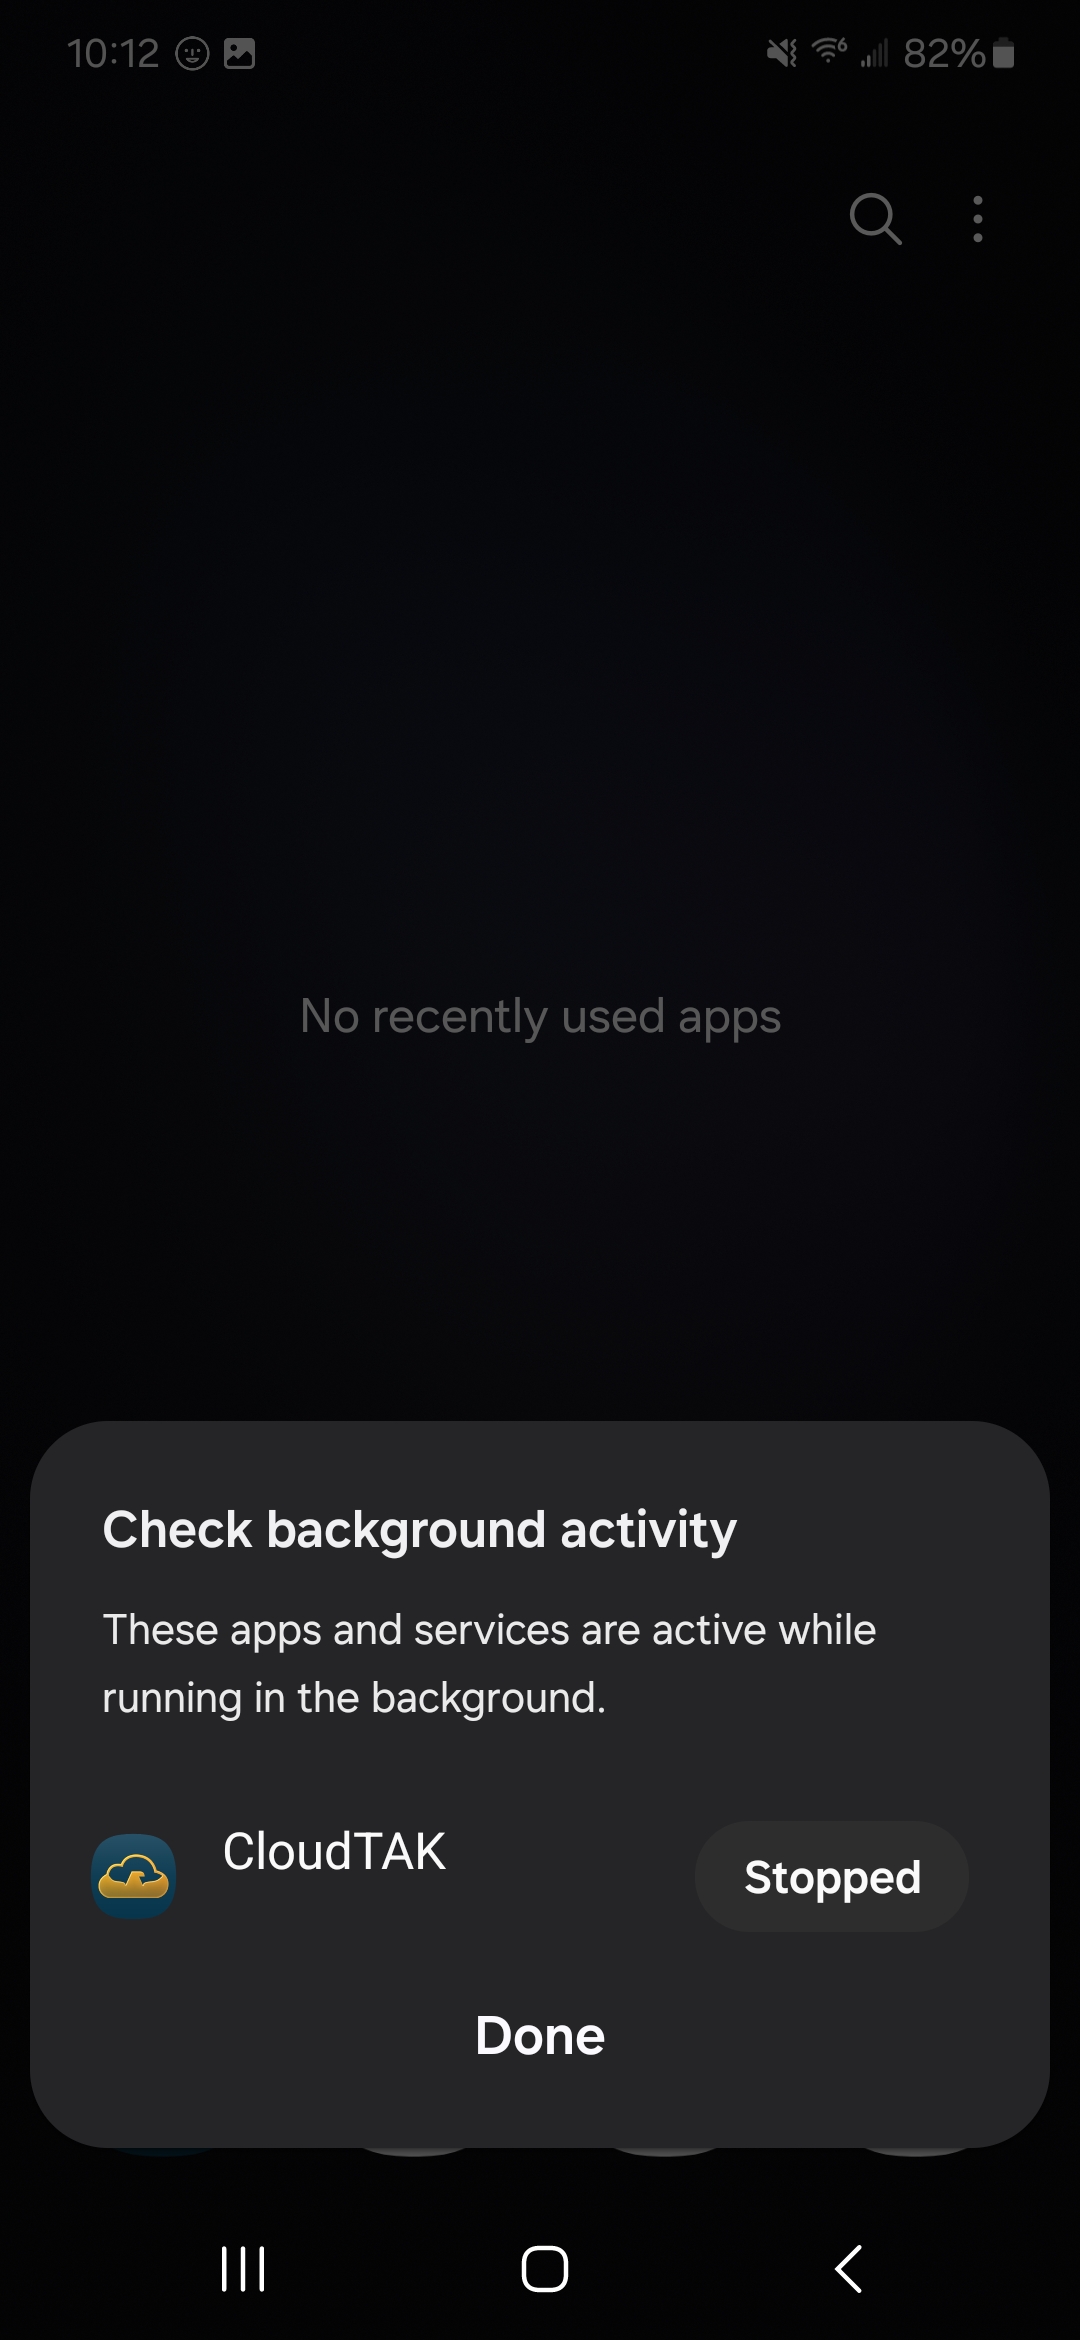 10:12
82%
No recently used apps
Check background activity
These apps and services are active while
running in the background.
CloudTAK
Stopped
Done